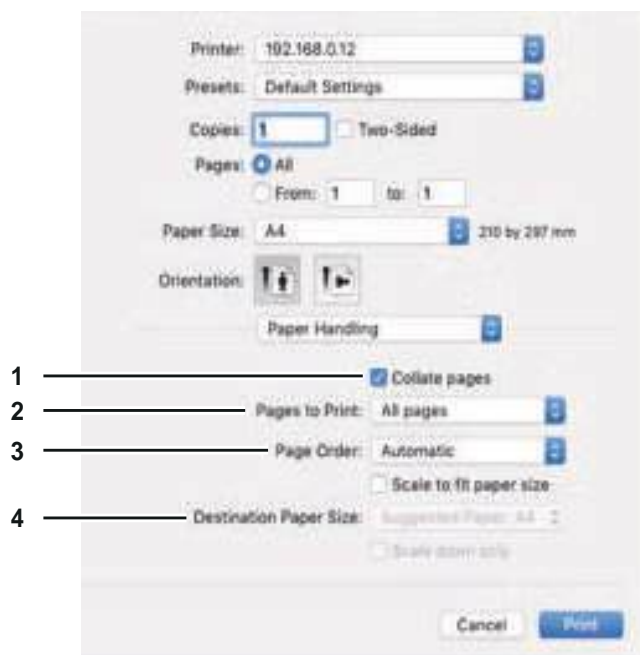 Printer: 192.168.0.12
Presets: Default Settings
Copies: 1 Two-Sided
Pages: All
From: 1 to: 1
Paper Size: A4 210 by 297 mm
Orientation:
Paper Handling
1 Collate pages
2 Pages to Print: All pages
3 Page Order: Automatic
Scale to fit paper size
4 Destination Paper Size: Suggested Paper: A4
Scale down only
Cancel Print